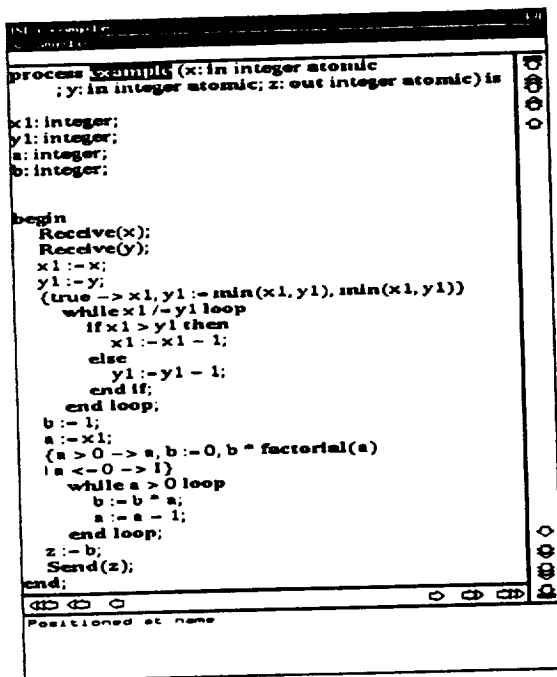 process example (x: in integer atomic
; y: in integer atomic; z: out integer atomic) is
x1: integer;
y1: integer;
a: integer;
b: integer;
begin
Receive(x);
Receive(y);
x1 := x;
y1 := y;
{true -> x1, y1 := min(x1, y1), min(x1, y1)}
while x1 /= y1 loop
if x1 > y1 then
x1 := x1 - 1;
else
y1 := y1 - 1;
end if;
end loop;
b := 1;
a := x1;
{a > 0 -> a, b := 0, b * factorial(a)
| a <= 0 -> I}
while a > 0 loop
b := b * a;
a := a - 1;
end loop;
z := b;
Send(z);
end;
Positioned at name